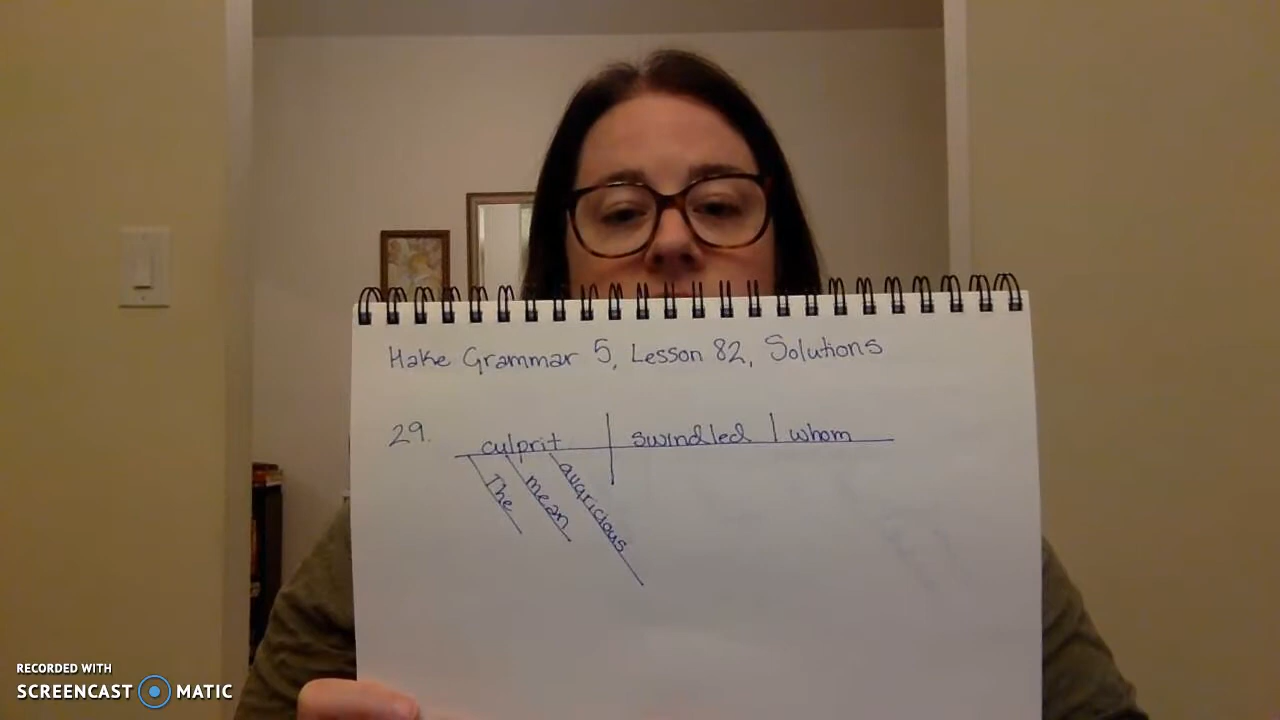 Hake Grammar 5, Lesson 82, Solutions
29. culprit swindled whom
The mean avaricious
RECORDED WITH
SCREENCAST MATIC